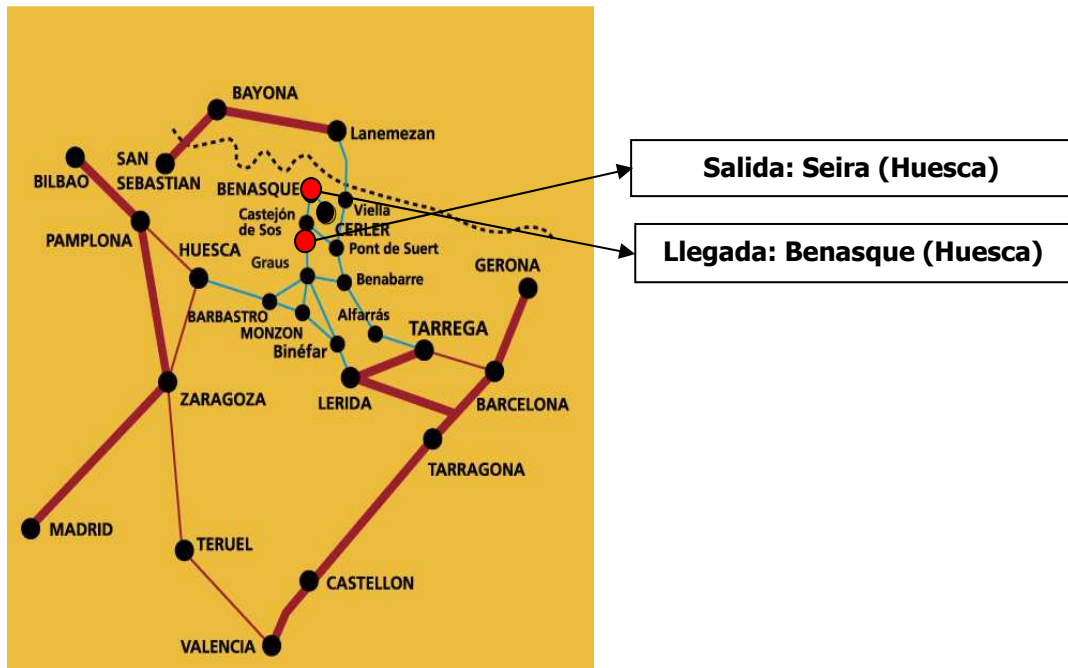 BAYONA
Lanemezan
SAN
SEBASTIAN
BILBAO
BENASQUE
Viella
Castejón
de Sos
CERLER
PAMPLONA
HUESCA
Pont de Suert
Graus
GERONA
Benabarre
BARBASTRO
MONZON
Alfarrás
TARREGA
Binéfar
ZARAGOZA
LERIDA
BARCELONA
TARRAGONA
MADRID
TERUEL
CASTELLON
VALENCIA
Salida: Seira (Huesca)
Llegada: Benasque (Huesca)